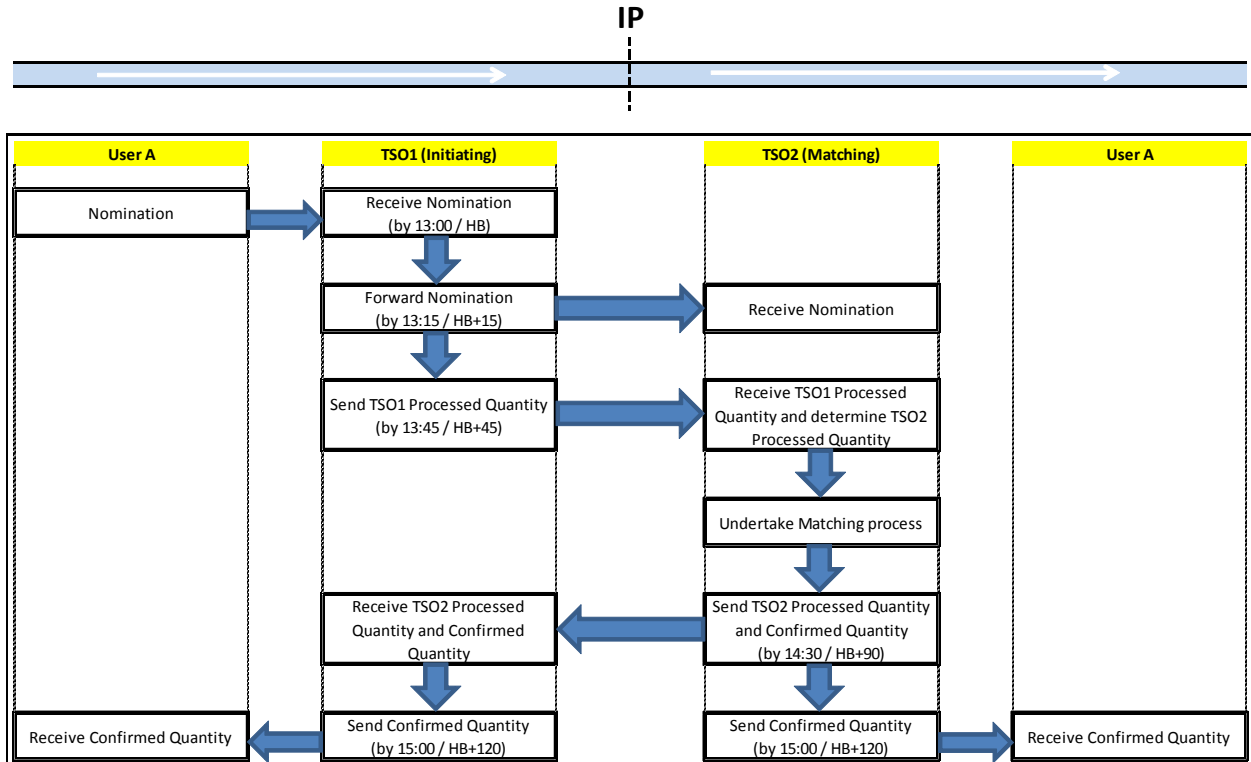 IP
User A
TSO1 (Initiating)
TSO2 (Matching)
User A
Nomination
Receive Nomination
(by 13:00 / HB)
Forward Nomination
(by 13:15 / HB+15)
Receive Nomination
Send TSO1 Processed Quantity
(by 13:45 / HB+45)
Receive TSO1 Processed
Quantity and determine TSO2
Processed Quantity
Undertake Matching process
Receive TSO2 Processed
Quantity and Confirmed
Quantity
Send TSO2 Processed Quantity
and Confirmed Quantity
(by 14:30 / HB+90)
Receive Confirmed Quantity
Send Confirmed Quantity
(by 15:00 / HB+120)
Send Confirmed Quantity
(by 15:00 / HB+120)
Receive Confirmed Quantity